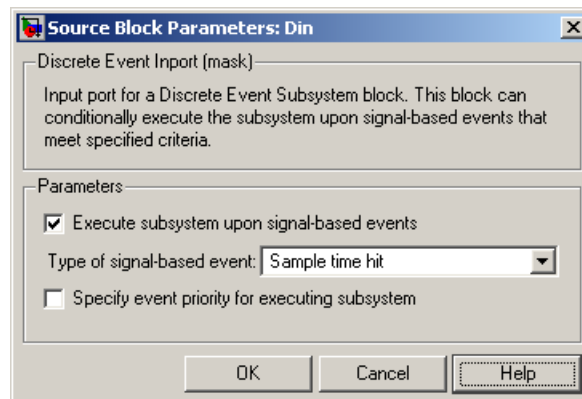 Source Block Parameters: Din
Discrete Event Inport (mask)
Input port for a Discrete Event Subsystem block. This block can
conditionally execute the subsystem upon signal-based events that
meet specified criteria.
Parameters
Execute subsystem upon signal-based events
Type of signal-based event: Sample time hit
Specify event priority for executing subsystem
OK Cancel Help